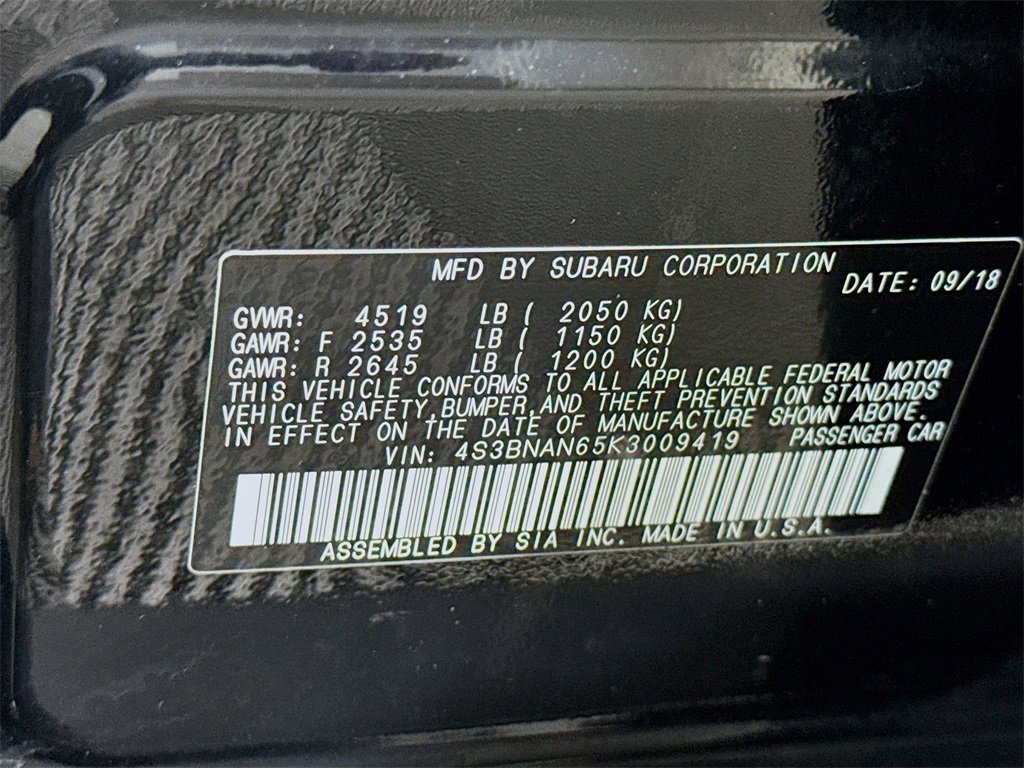 MFD BY SUBARU CORPORATION
DATE: 09/18
GVWR: 4519 LB ( 2050 KG)
GAWR: F 2535 LB ( 1150 KG)
GAWR: R 2645 LB ( 1200 KG)
THIS VEHICLE CONFORMS TO ALL APPLICABLE FEDERAL MOTOR
VEHICLE SAFETY, BUMPER, AND THEFT PREVENTION STANDARDS
IN EFFECT ON THE DATE OF MANUFACTURE SHOWN ABOVE.
VIN: 4S3BNAN65K3009419 PASSENGER CAR
ASSEMBLED BY SIA INC. MADE IN U.S.A.